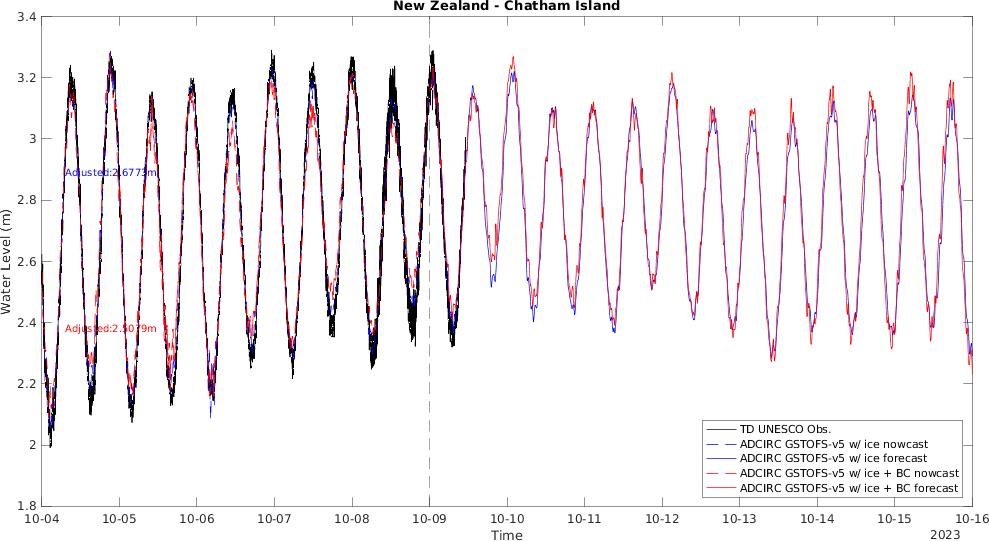 New Zealand - Chatham Island
3.4
3.2
3
2.8
2.6
2.4
2.2
2
1.8
Water Level (m)
Adjusted:2.6773m
Adjusted:2.5079m
TD UNESCO Obs.
ADCIRC GSTOFS-v5 w/ ice nowcast
ADCIRC GSTOFS-v5 w/ ice forecast
ADCIRC GSTOFS-v5 w/ ice + BC nowcast
ADCIRC GSTOFS-v5 w/ ice + BC forecast
10-04 10-05 10-06 10-07 10-08 10-09 10-10 10-11 10-12 10-13 10-14 10-15 10-16
Time
2023